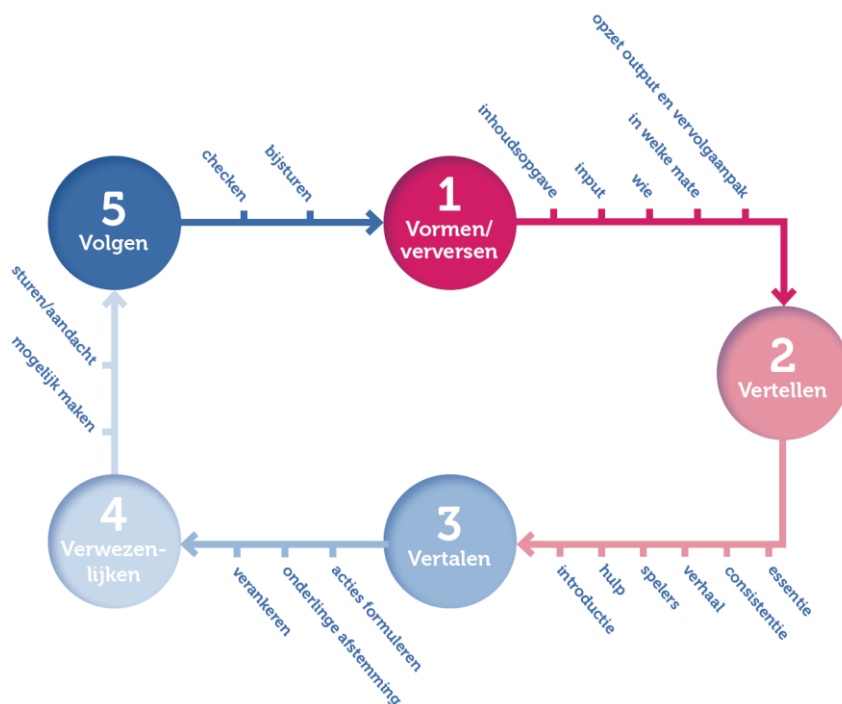 1
Vormen/
verversen
inhoudsopgave
input
wie
in welke mate
opzet output en vervolgaanpak
2
Vertellen
essentie
consistentie
verhaal
spelers
hulp
introductie
3
Vertalen
acties formuleren
onderlinge afstemming
verankeren
4
Verwezen-
lijken
mogelijk maken
sturen/aandacht
5
Volgen
checken
bijsturen